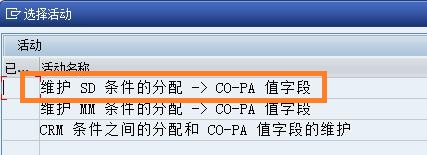 选择活动
活动
已... 活动名称
维护 SD 条件的分配 -> CO-PA 值字段
维护 MM 条件的分配 -> CO-PA 值字段
CRM 条件之间的分配和 CO-PA 值字段的维护